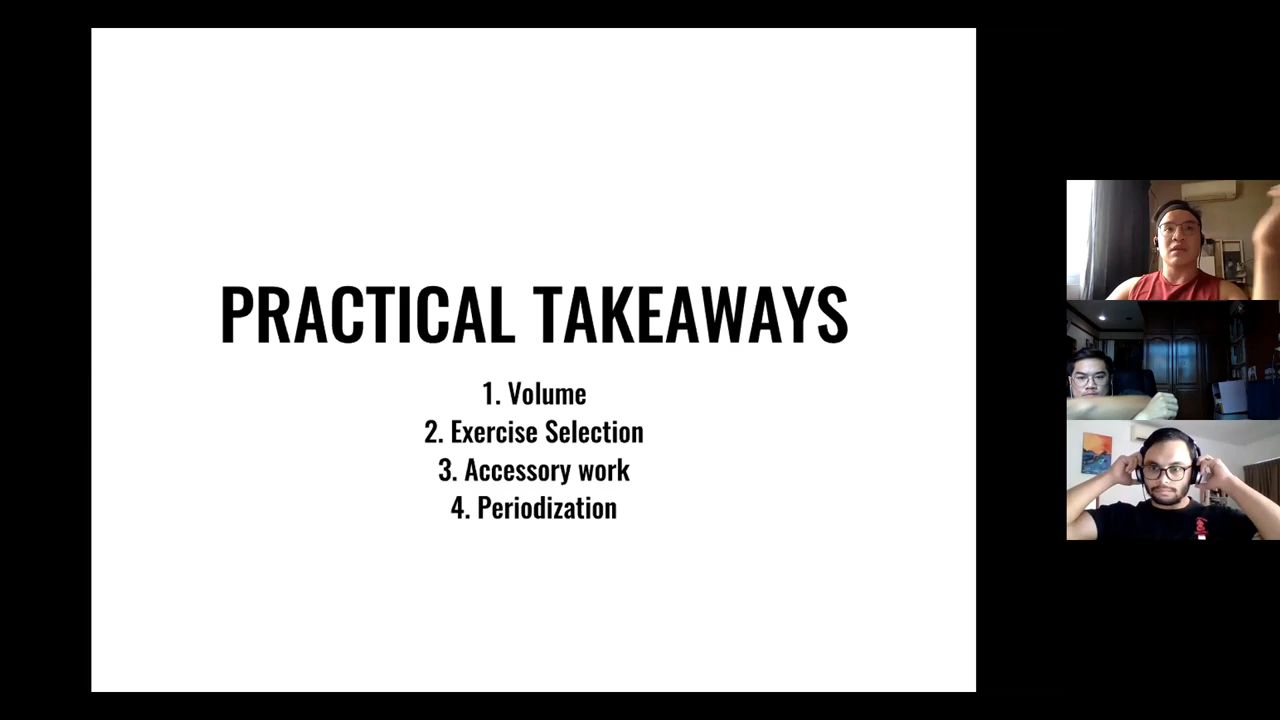 PRACTICAL TAKEAWAYS
1. Volume
2. Exercise Selection
3. Accessory work
4. Periodization